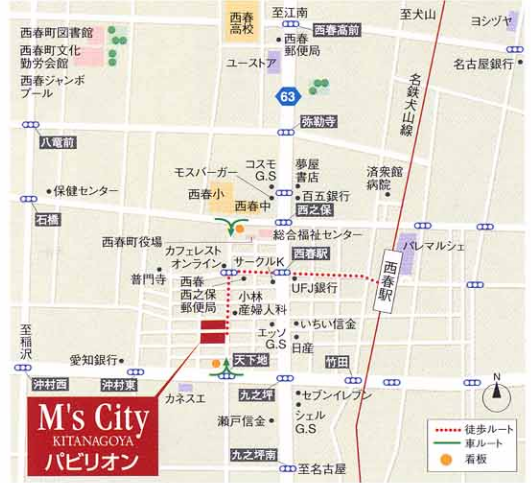 至江南
至犬山
西春町図書館
西春町文化
勤労会館
西春ジャンボ
プール
西春
高校
西春高前
西春
郵便局
ユーストア
ヨシヅヤ
名古屋銀行
63
名鉄犬山線
八竜前
弥勒寺
コスモ
G.S
夢屋
書店
モスバーガー
済衆館
病院
保健センター
西春小
西春中
百五銀行
石橋
西之保
西春町役場
総合福祉センター
カフェレスト
オンライン
サークルK
西春駅
パレマルシェ
西春駅
普門寺
西春
西之保
郵便局
UFJ銀行
小林
産婦人科
至稲沢
エッソ
G.S
いちい信金
日産
愛知銀行
天下地
竹田
沖村西
沖村東
カネスエ
九之坪
セブンイレブン
M's City
KITANAGOYA
パビリオン
瀬戸信金
シェル
G.S
九之坪南
至名古屋
N
徒歩ルート
車ルート
看板